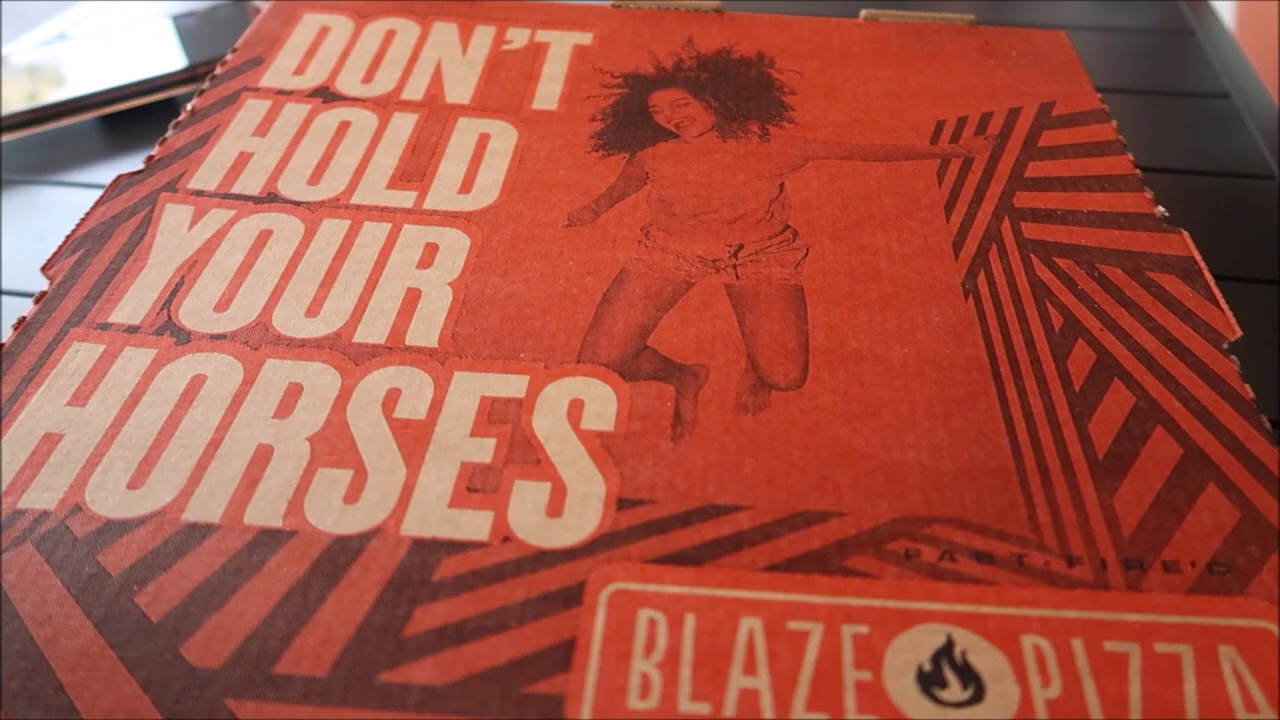 DON'T
HOLD
YOUR
HORSES
FAST-FIRE'D
BLAZE PIZZA